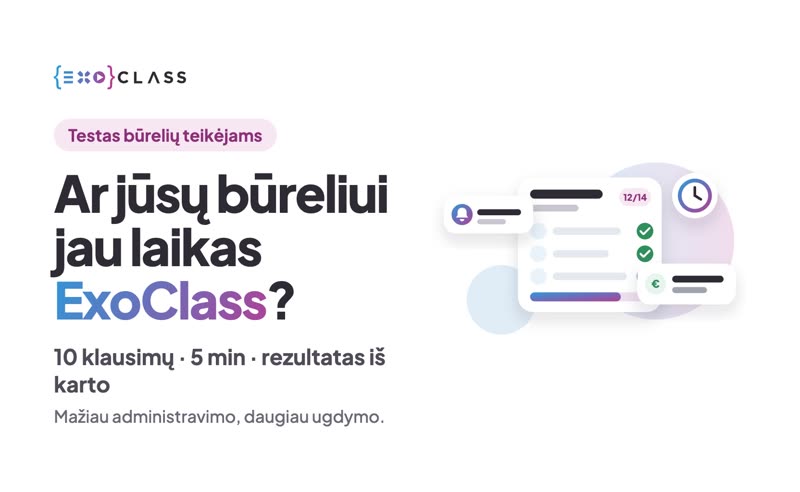 {EXO}CLASS
Testas būrelių teikėjams
Ar jūsų būreliui
jau laikas
ExoClass?
10 klausimų · 5 min · rezultatas iš
karto
Mažiau administravimo, daugiau ugdymo.
12/14
€